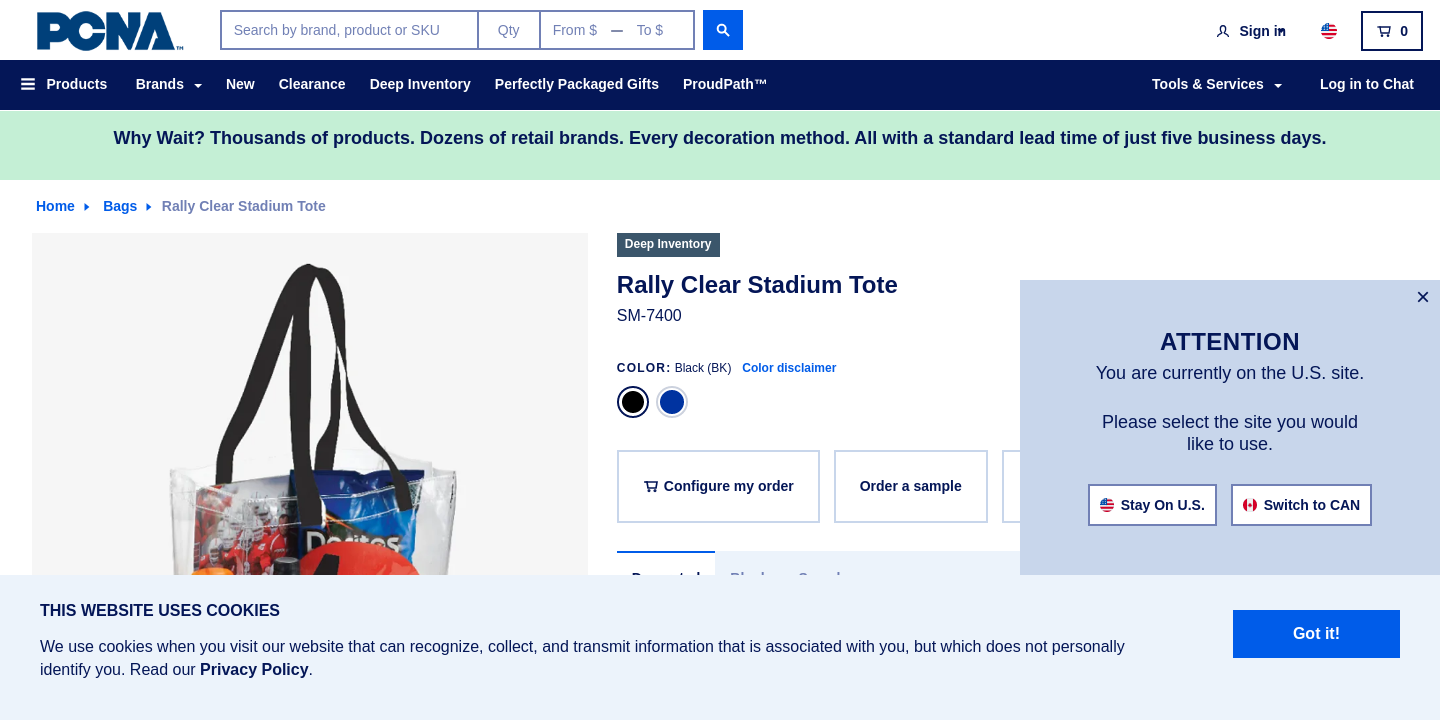 PCNA™
Search by brand, product or SKU
Qty
From $ — To $
Sign in
0
Products
Brands
New
Clearance
Deep Inventory
Perfectly Packaged Gifts
ProudPath™
Tools & Services
Log in to Chat
Why Wait? Thousands of products. Dozens of retail brands. Every decoration method. All with a standard lead time of just five business days.
Home
Bags
Rally Clear Stadium Tote
Deep Inventory
Rally Clear Stadium Tote
SM-7400
COLOR: Black (BK) Color disclaimer
Configure my order
Order a sample
Doritos
×
ATTENTION
You are currently on the U.S. site.
Please select the site you would
like to use.
Stay On U.S.
Switch to CAN
THIS WEBSITE USES COOKIES
We use cookies when you visit our website that can recognize, collect, and transmit information that is associated with you, but which does not personally
identify you. Read our Privacy Policy.
Got it!